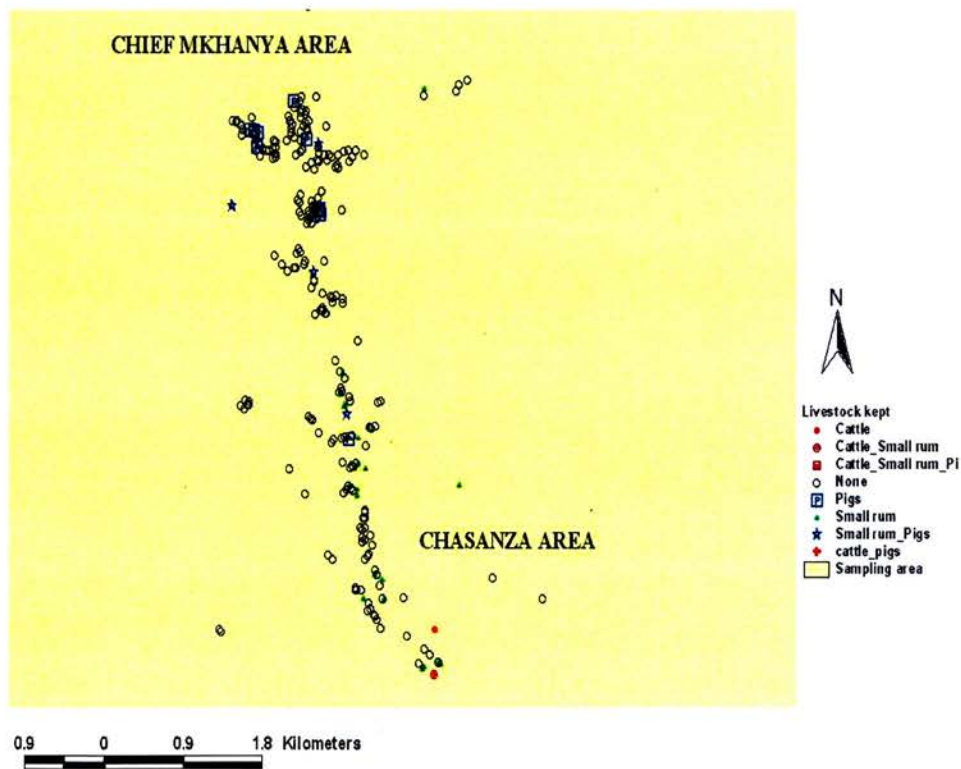 CHIEF MKHANYA AREA
N
Livestock kept
Cattle
Cattle_Small rum
Cattle_Small rum_Pi
None
P Pigs
Small rum
Small rum_Pigs
cattle_pigs
Sampling area
CHASANZA AREA
0.9 0 0.9 1.8 Kilometers